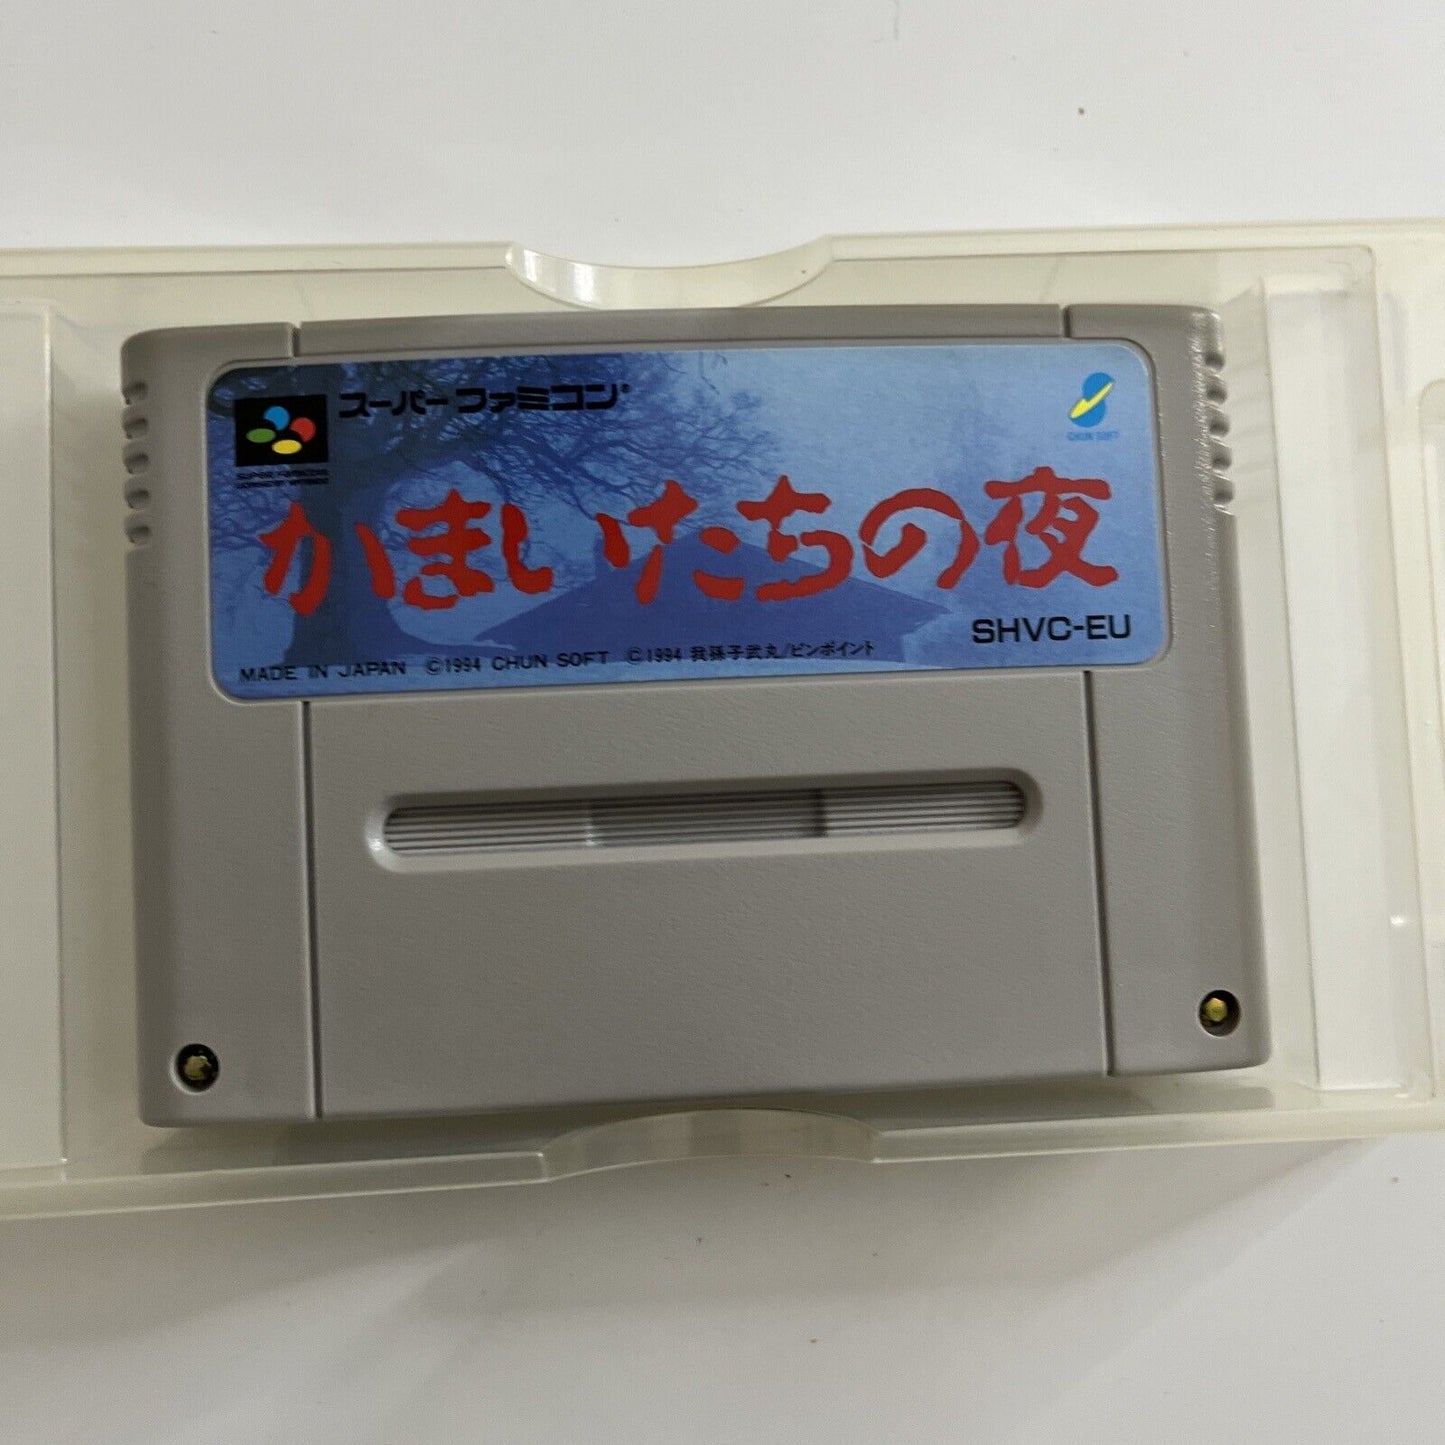 スーパーファミコン®
SUPER FAMICOM
CHUN SOFT
かまいたちの夜
SHVC-EU
MADE IN JAPAN ©1994 CHUN SOFT ©1994 我孫子武丸/ピンポイント